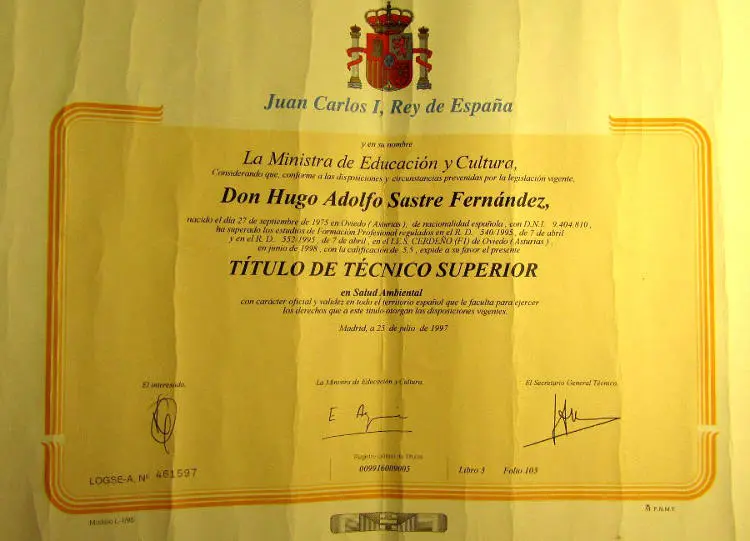 Juan Carlos I, Rey de España
y en su nombre
La Ministra de Educación y Cultura,
Considerando que, conforme a las disposiciones y circunstancias prevenidas por la legislación vigente,
Don Hugo Adolfo Sastre Fernández,
nacido el día 27 de septiembre de 1975 en Oviedo (Asturias), de nacionalidad española, con D.N.I. 9.404.810,
ha superado los estudios de Formación Profesional regulados en el R. D. 540/1995, de 7 de abril
y en el R. D. 552/1995, de 7 de abril, en el I.E.S. CERDEÑO (FI) de Oviedo (Asturias),
en junio de 1998, con la calificación de 5,5, expide a su favor el presente
TÍTULO DE TÉCNICO SUPERIOR
en Salud Ambiental
con carácter oficial y validez en todo el territorio español que le faculta para ejercer
los derechos que a este título otorgan las disposiciones vigentes.
Madrid, a 25 de julio de 1997
El interesado, La Ministra de Educación y Cultura, El Secretario General Técnico,
LOGSE-A, Nº 461597
Registro General de Títulos
009916009005 Libro 3 Folio 103
F.N.M.T.